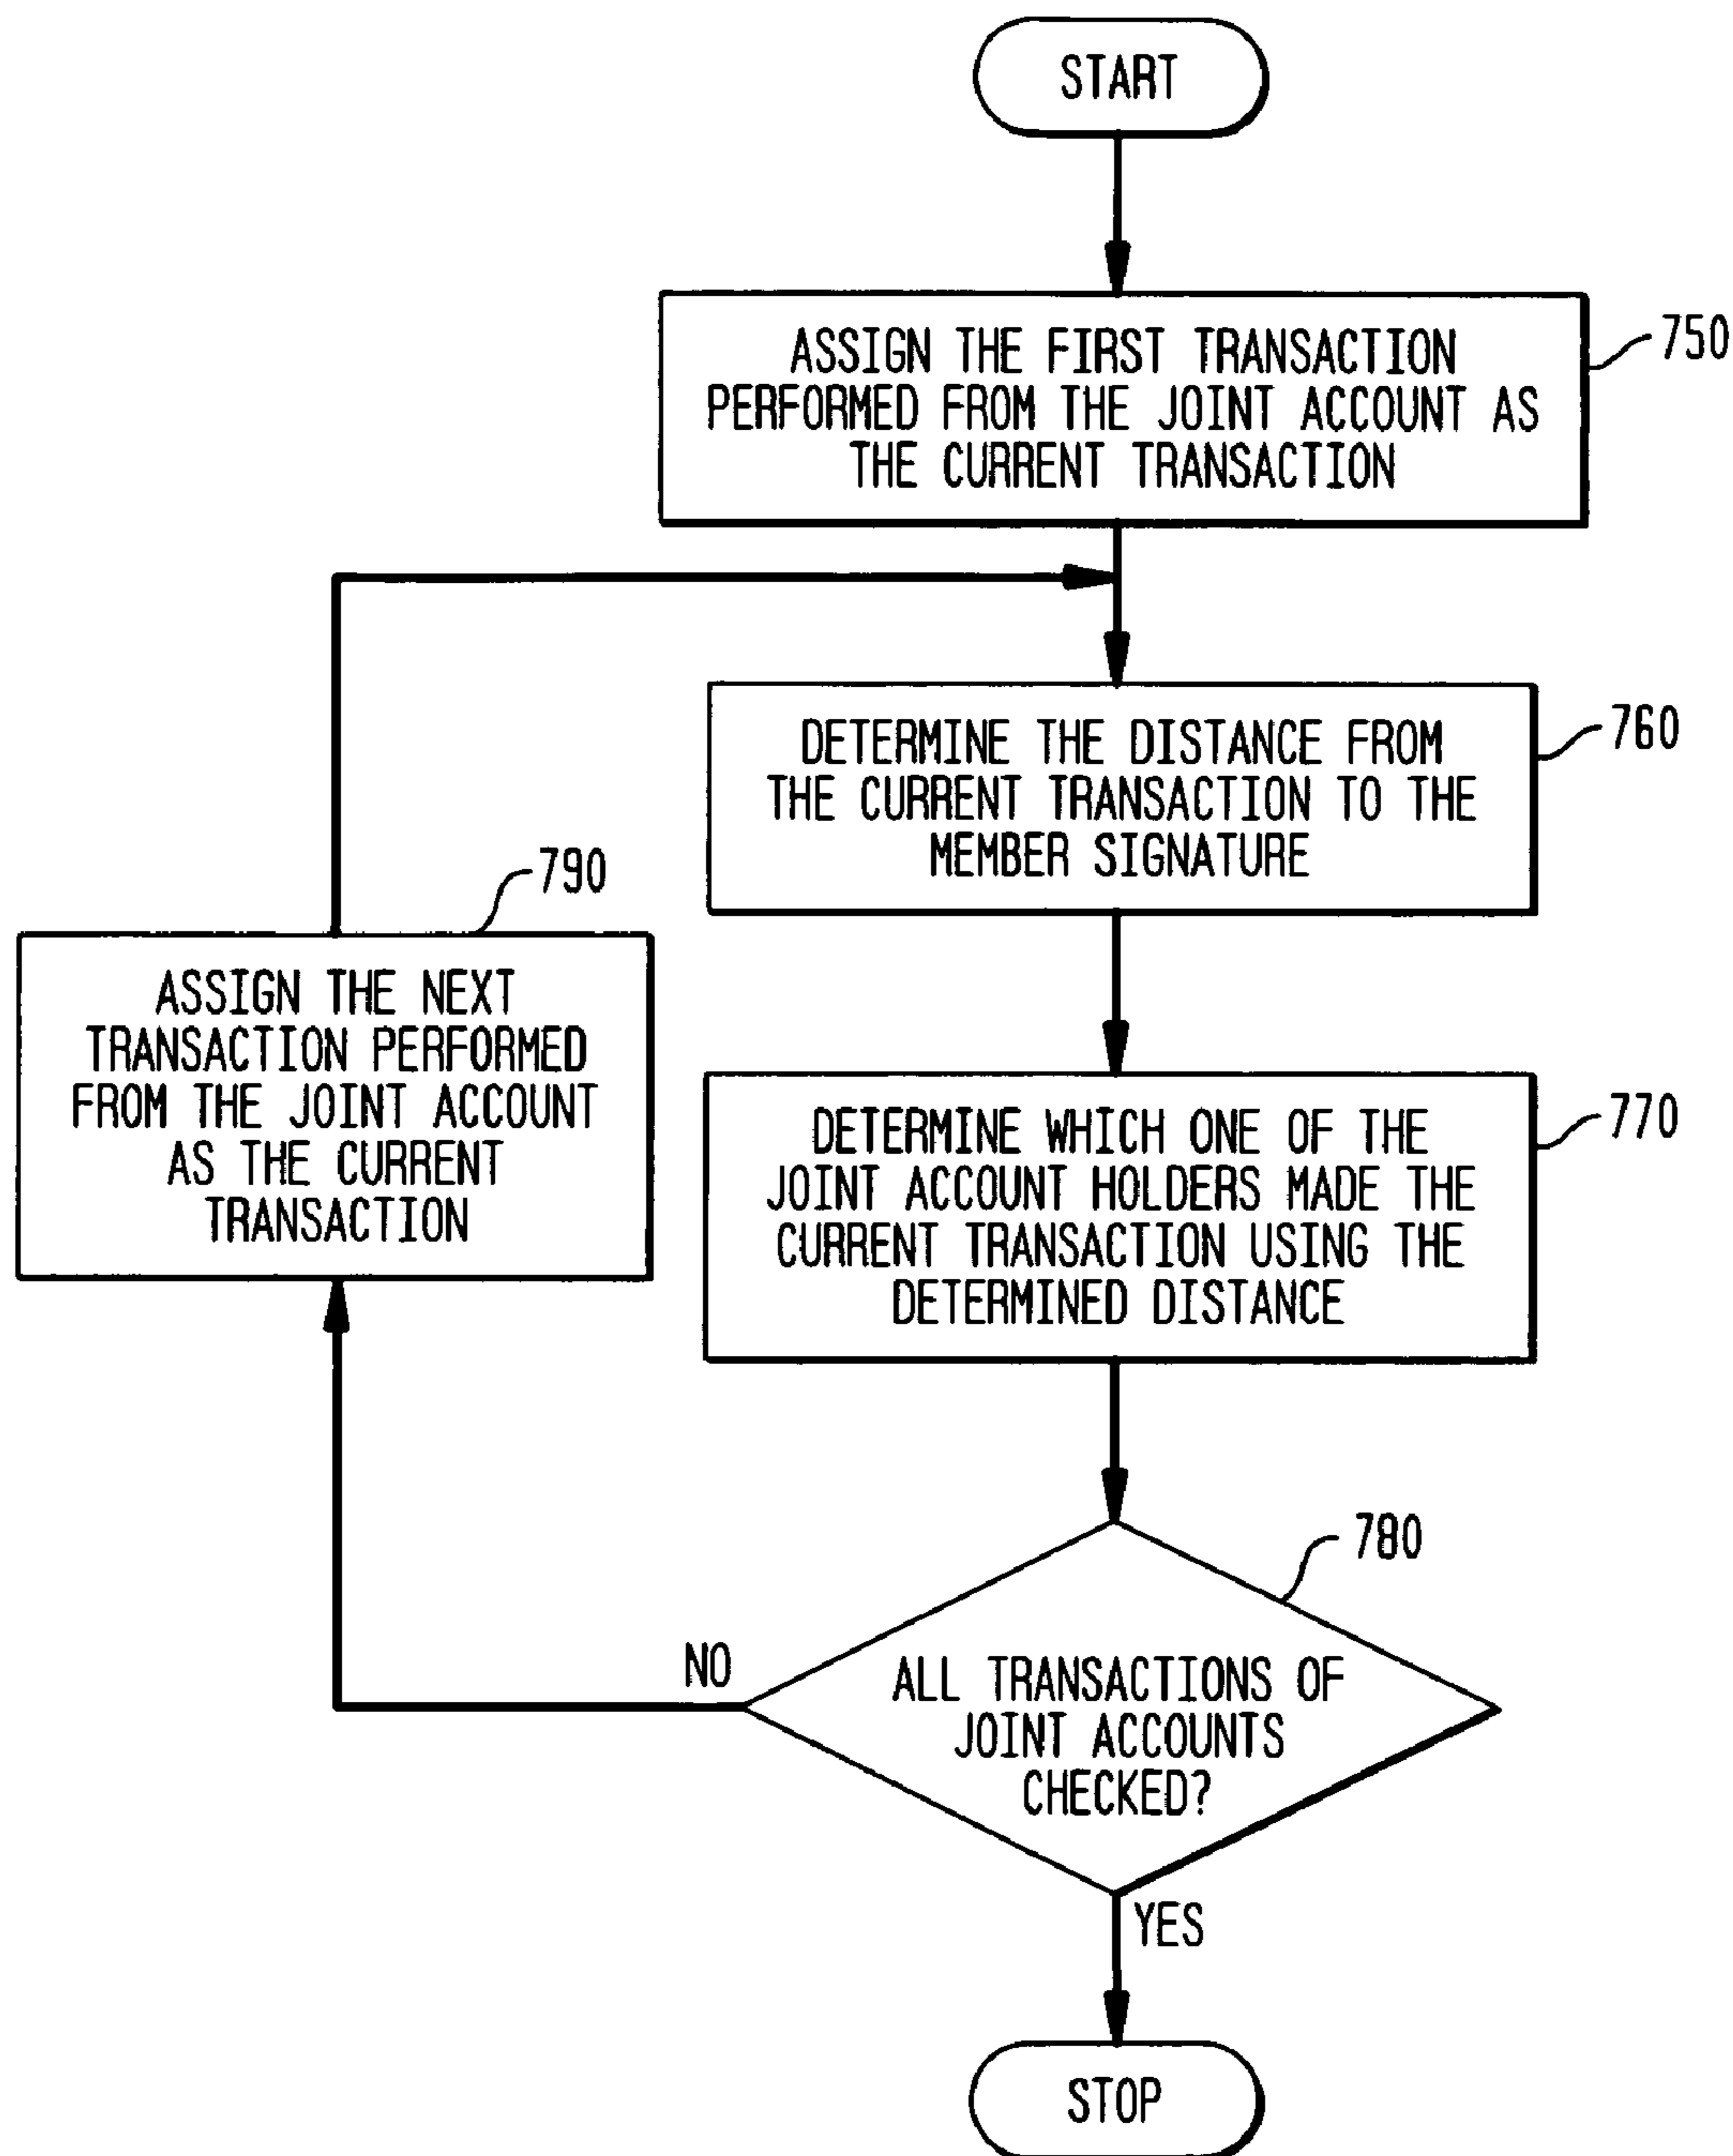 START
ASSIGN THE FIRST TRANSACTION
PERFORMED FROM THE JOINT ACCOUNT AS
THE CURRENT TRANSACTION
750
DETERMINE THE DISTANCE FROM
THE CURRENT TRANSACTION TO THE
MEMBER SIGNATURE
760
790
ASSIGN THE NEXT
TRANSACTION PERFORMED
FROM THE JOINT ACCOUNT
AS THE CURRENT
TRANSACTION
DETERMINE WHICH ONE OF THE
JOINT ACCOUNT HOLDERS MADE THE
CURRENT TRANSACTION USING THE
DETERMINED DISTANCE
770
780
NO
ALL TRANSACTIONS OF
JOINT ACCOUNTS
CHECKED?
YES
STOP